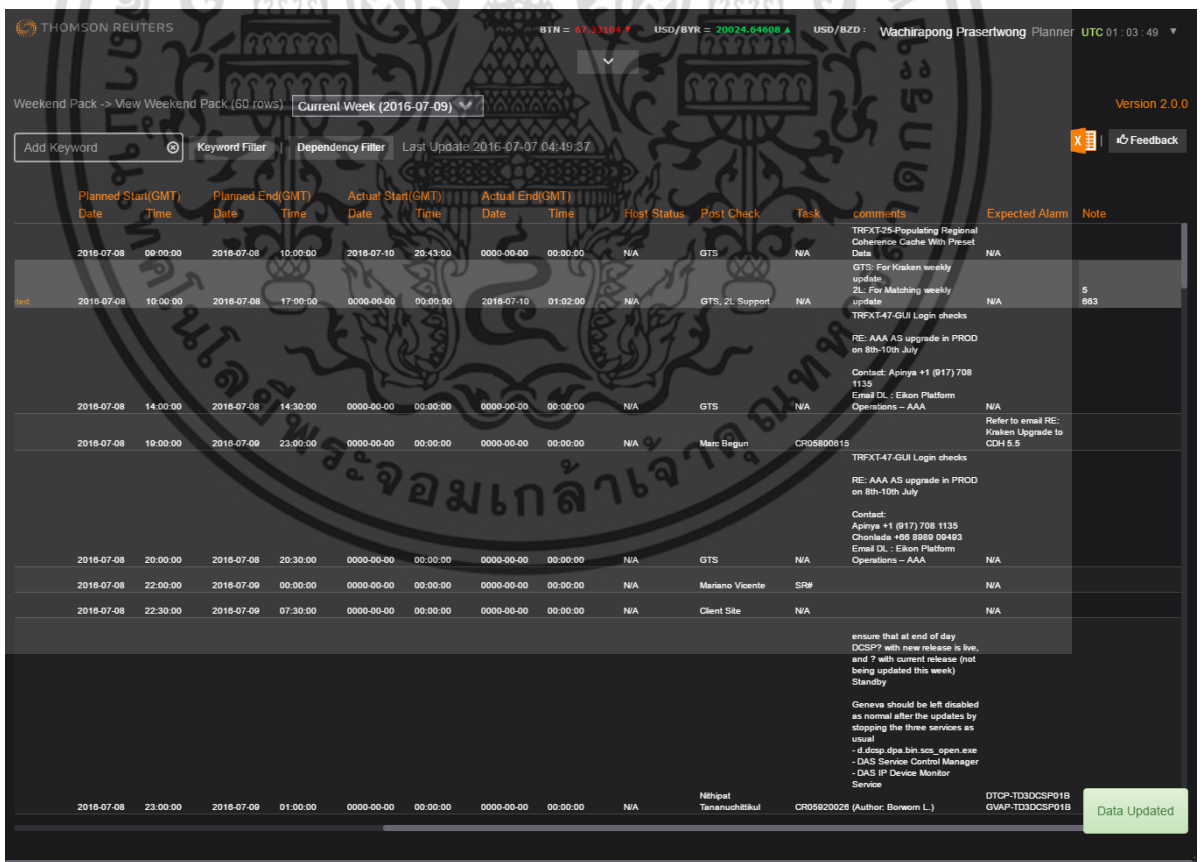 THOMSON REUTERS
BTN = 67.33104 ▼ USD/BYR = 20024.64608 ▲ USD/BZD : Wachirapong Prasertwong Planner UTC 01 : 03 : 49 ▼
Weekend Pack -> View Weekend Pack (60 rows) Current Week (2016-07-09)
Version 2.0.0
Add Keyword Keyword Filter | Dependency Filter Last Update 2016-07-07 04:49:37
| Feedback
Planned Start(GMT) Planned End(GMT) Actual Start(GMT) Actual End(GMT)
Date Time Date Time Date Time Date Time Host Status Post Check Task comments Expected Alarm Note
TRFXT-25-Populating Regional
Coherence Cache With Preset
Data
2016-07-08 09:00:00 2016-07-08 10:00:00 2016-07-10 20:43:00 0000-00-00 00:00:00 N/A GTS N/A N/A
GTS: For Kraken weekly
update
2L: For Matching weekly
update
5
ted 2016-07-08 10:00:00 2016-07-08 17:00:00 0000-00-00 00:00:00 2016-07-10 01:02:00 N/A GTS, 2L Support N/A N/A 663
TRFXT-47-GUI Login checks
RE: AAA AS upgrade in PROD
on 8th-10th July
Contact: Apinya +1 (917) 708
1135
Email DL : Eikon Platform
Operations – AAA
2016-07-08 14:00:00 2016-07-08 14:30:00 0000-00-00 00:00:00 0000-00-00 00:00:00 N/A GTS N/A N/A
Refer to email RE:
Kraken Upgrade to
CDH 5.5
2016-07-08 19:00:00 2016-07-09 23:00:00 0000-00-00 00:00:00 0000-00-00 00:00:00 N/A Marc Begun CR05800615
TRFXT-47-GUI Login checks
RE: AAA AS upgrade in PROD
on 8th-10th July
Contact:
Apinya +1 (917) 708 1135
Chonlada +66 8989 09493
Email DL : Eikon Platform
Operations – AAA
2016-07-08 20:00:00 2016-07-08 20:30:00 0000-00-00 00:00:00 0000-00-00 00:00:00 N/A GTS N/A N/A
2016-07-08 22:00:00 2016-07-09 00:00:00 0000-00-00 00:00:00 0000-00-00 00:00:00 N/A Mariano Vicente SR# N/A
2016-07-08 22:30:00 2016-07-09 07:30:00 0000-00-00 00:00:00 0000-00-00 00:00:00 N/A Client Site N/A N/A
ensure that at end of day
DCSP? with new release is live,
and ? with current release (not
being updated this week)
Standby
Geneva should be left disabled
as normal after the updates by
stopping the three services as
usual
- d.dcsp.dpa.bin.scs_open.exe
- DAS Service Control Manager
- DAS IP Device Monitor
Service
2016-07-08 23:00:00 2016-07-09 01:00:00 0000-00-00 00:00:00 0000-00-00 00:00:00 N/A Nithipat Tananuchittikul CR05920026 (Author: Borwom L.) DTCP-TD3DCSP01B
GVAP-TD3DCSP01B
Data Updated